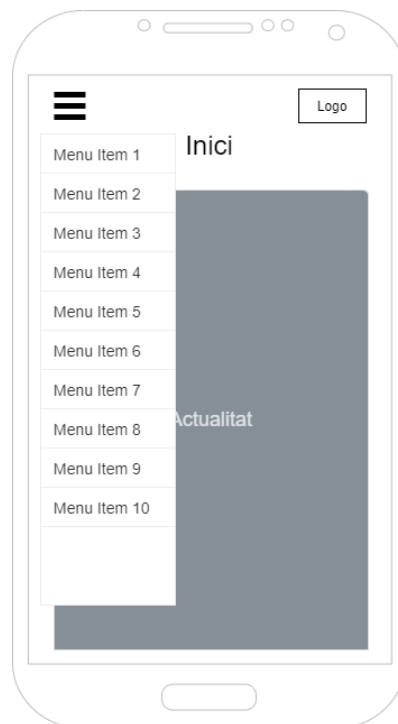 Logo
Inici
Menu Item 1
Menu Item 2
Menu Item 3
Menu Item 4
Menu Item 5
Menu Item 6
Menu Item 7
Menu Item 8
Menu Item 9
Menu Item 10
Actualitat